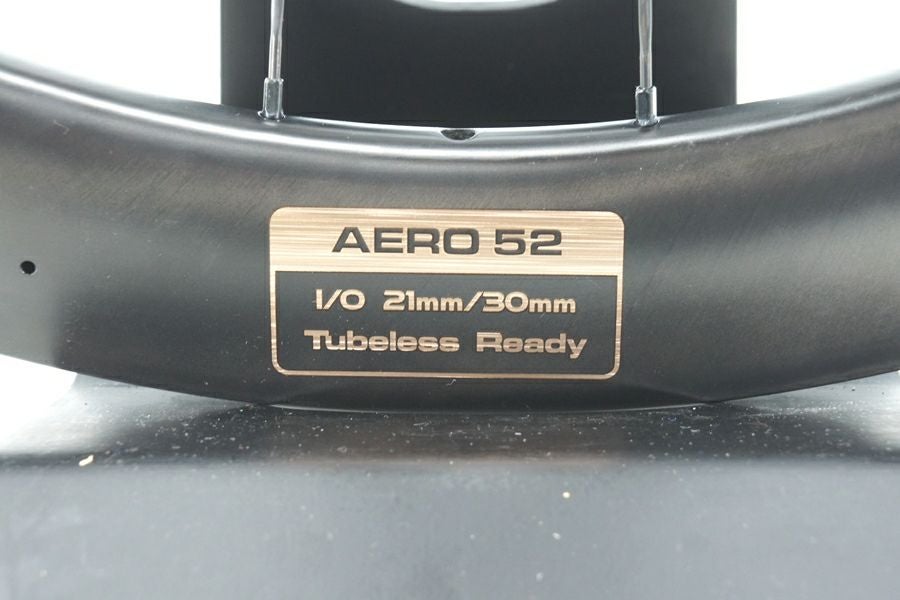 AERO 52
I/O 21mm/30mm
Tubeless Ready